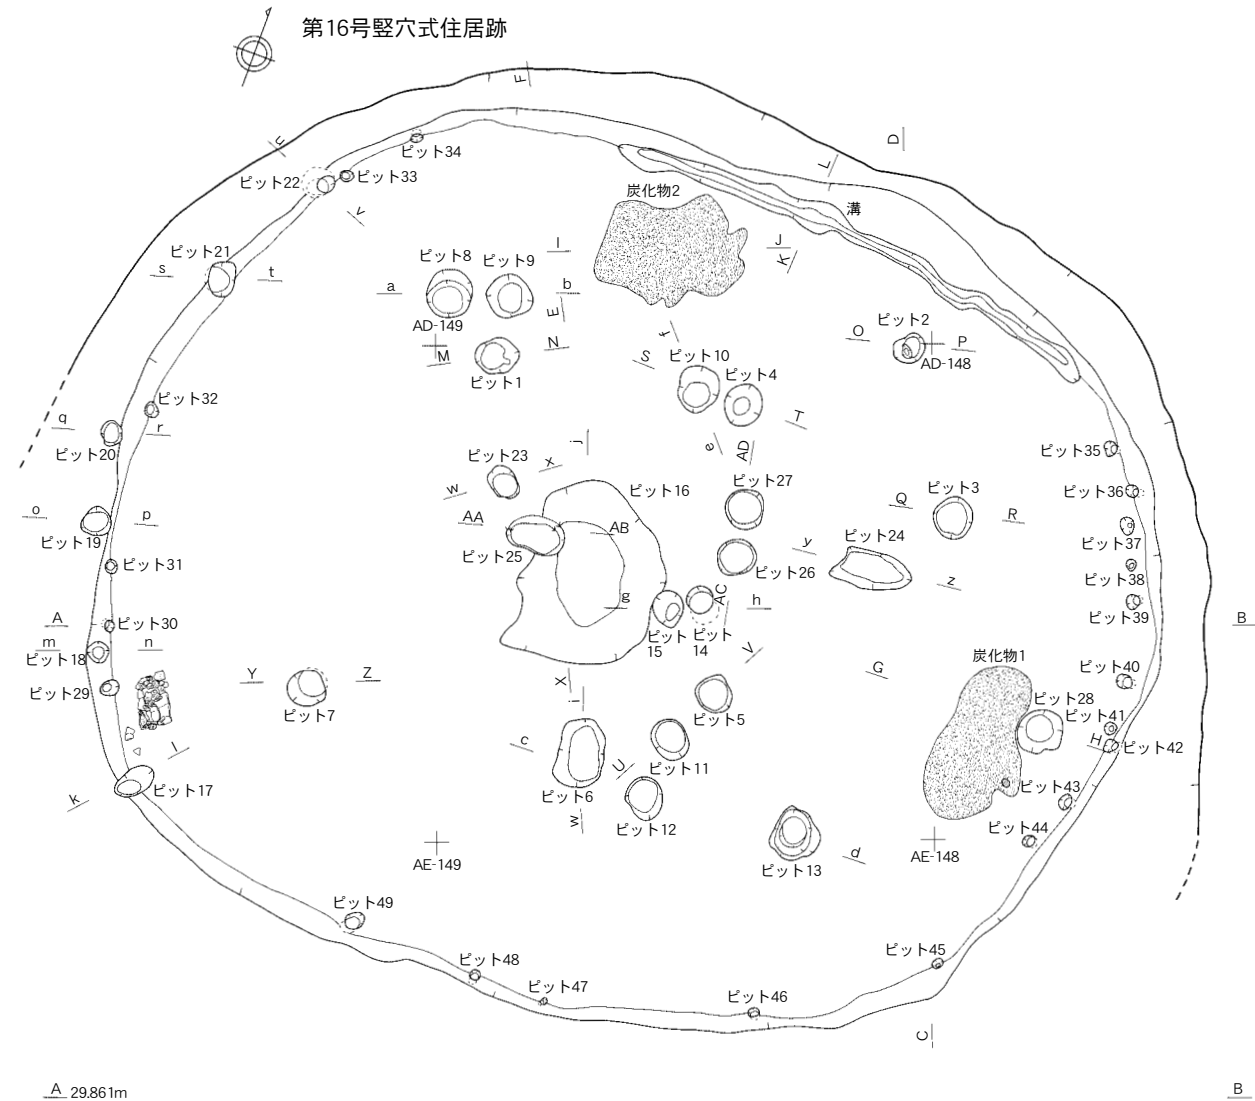 第16号竪穴式住居跡
F
D
u
L
ピット34
ピット33
ピット22
炭化物2
溝
v
ピット21
s
t
ピット8
ピット9
I
J
K
a
b
E
AD-149
M
N
ピット1
f
S
ピット10
ピット4
O
ピット2
P
AD-148
ピット32
q
r
ピット20
T
j
e
AD
ピット35
ピット23
x
w
ピット16
ピット27
ピット36
Q
ピット3
R
o
p
ピット19
AA
AB
ピット25
ピット24
y
ピット37
ピット31
ピット26
z
ピット38
AC
g
h
ピット39
A
ピット30
B
m
n
ピット18
ピット
15
ピット
14
V
G
炭化物1
ピット29
Y
Z
ピット7
X
i
ピット40
ピット5
ピット28
ピット41
H
ピット42
l
c
ピット6
ピット11
U
k
ピット17
ピット43
W
ピット12
ピット44
AE-149
ピット13
d
AE-148
ピット49
ピット48
ピット45
ピット47
ピット46
C
A 29.861m
B